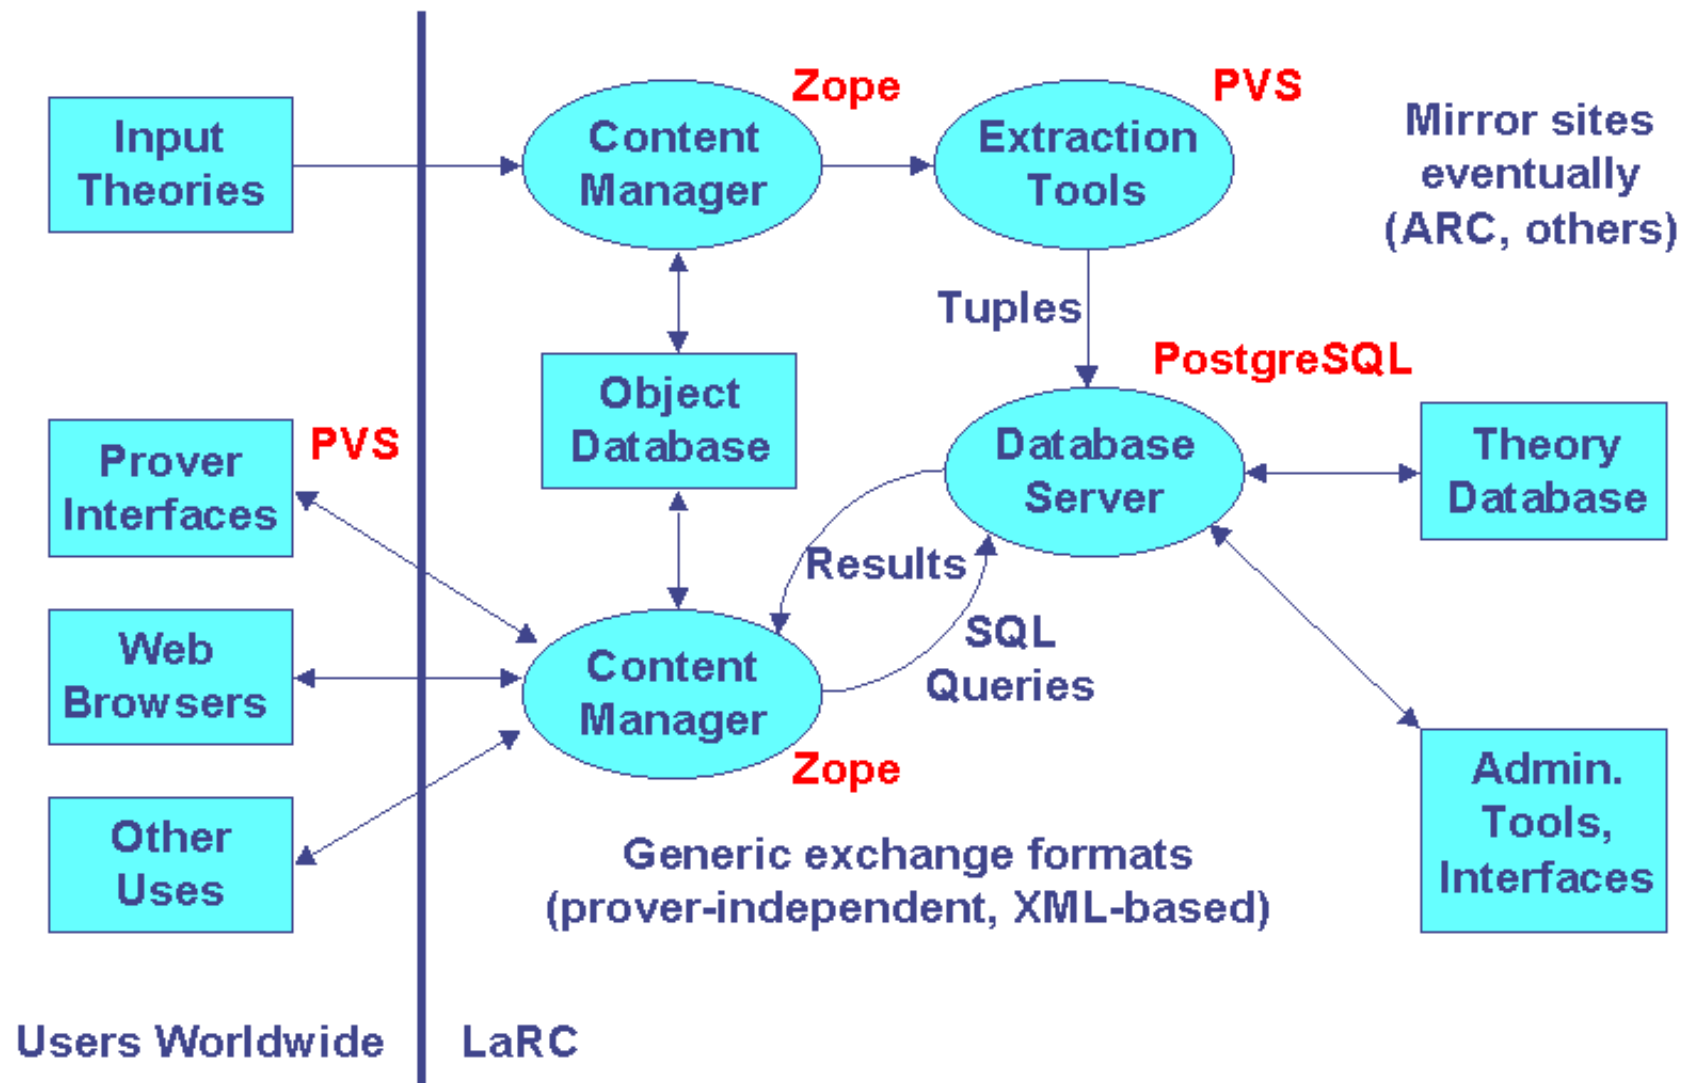 Zope
PVS
Input
Theories
Content
Manager
Extraction
Tools
Mirror sites
eventually
(ARC, others)
Tuples
PostgreSQL
Object
Database
PVS
Prover
Interfaces
Database
Server
Theory
Database
Results
SQL
Queries
Web
Browsers
Content
Manager
Zope
Other
Uses
Admin.
Tools,
Interfaces
Generic exchange formats
(prover-independent, XML-based)
Users Worldwide
LaRC